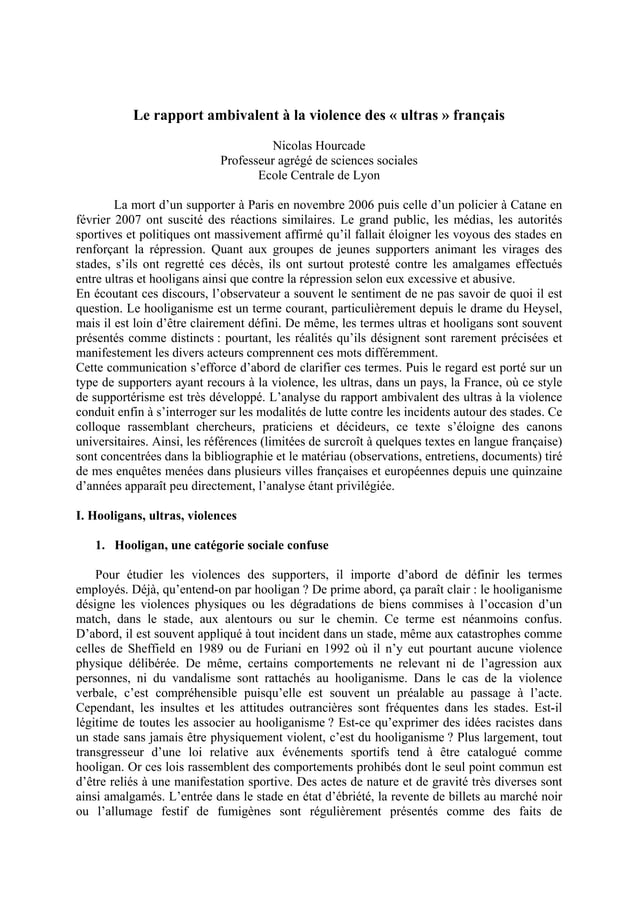 Le rapport ambivalent à la violence des « ultras » français
Nicolas Hourcade
Professeur agrégé de sciences sociales
Ecole Centrale de Lyon
La mort d'un supporter à Paris en novembre 2006 puis celle d'un policier à Catane en
février 2007 ont suscité des réactions similaires. Le grand public, les médias, les autorités
sportives et politiques ont massivement affirmé qu'il fallait éloigner les voyous des stades en
renforçant la répression. Quant aux groupes de jeunes supporters animant les virages des
stades, s'ils ont regretté ces décès, ils ont surtout protesté contre les amalgames effectués
entre ultras et hooligans ainsi que contre la répression selon eux excessive et abusive.
En écoutant ces discours, l'observateur a souvent le sentiment de ne pas savoir de quoi il est
question. Le hooliganisme est un terme courant, particulièrement depuis le drame du Heysel,
mais il est loin d'être clairement défini. De même, les termes ultras et hooligans sont souvent
présentés comme distincts : pourtant, les réalités qu'ils désignent sont rarement précisées et
manifestement les divers acteurs comprennent ces mots différemment.
Cette communication s'efforce d'abord de clarifier ces termes. Puis le regard est porté sur un
type de supporters ayant recours à la violence, les ultras, dans un pays, la France, où ce style
de supportérisme est très développé. L'analyse du rapport ambivalent des ultras à la violence
conduit enfin à s'interroger sur les modalités de lutte contre les incidents autour des stades. Ce
colloque rassemblant chercheurs, praticiens et décideurs, ce texte s'éloigne des canons
universitaires. Ainsi, les références (limitées de surcroît à quelques textes en langue française)
sont concentrées dans la bibliographie et le matériau (observations, entretiens, documents) tiré
de mes enquêtes menées dans plusieurs villes françaises et européennes depuis une quinzaine
d'années apparaît peu directement, l'analyse étant privilégiée.
I. Hooligans, ultras, violences
1. Hooligan, une catégorie sociale confuse
Pour étudier les violences des supporters, il importe d'abord de définir les termes
employés. Déjà, qu'entend-on par hooligan ? De prime abord, ça paraît clair : le hooliganisme
désigne les violences physiques ou les dégradations de biens commises à l'occasion d'un
match, dans le stade, aux alentours ou sur le chemin. Ce terme est néanmoins confus.
D'abord, il est souvent appliqué à tout incident dans un stade, même aux catastrophes comme
celles de Sheffield en 1989 ou de Furiani en 1992 où il n'y eut pourtant aucune violence
physique délibérée. De même, certains comportements ne relevant ni de l'agression aux
personnes, ni du vandalisme sont rattachés au hooliganisme. Dans le cas de la violence
verbale, c'est compréhensible puisqu'elle est souvent un préalable au passage à l'acte.
Cependant, les insultes et les attitudes outrancières sont fréquentes dans les stades. Est-il
légitime de toutes les associer au hooliganisme ? Est-ce qu'exprimer des idées racistes dans
un stade sans jamais être physiquement violent, c'est du hooliganisme ? Plus largement, tout
transgresseur d'une loi relative aux événements sportifs tend à être catalogué comme
hooligan. Or ces lois rassemblent des comportements prohibés dont le seul point commun est
d'être reliés à une manifestation sportive. Des actes de nature et de gravité très diverses sont
ainsi amalgamés. L'entrée dans le stade en état d'ébriété, la revente de billets au marché noir
ou l'allumage festif de fumigènes sont régulièrement présentés comme des faits de